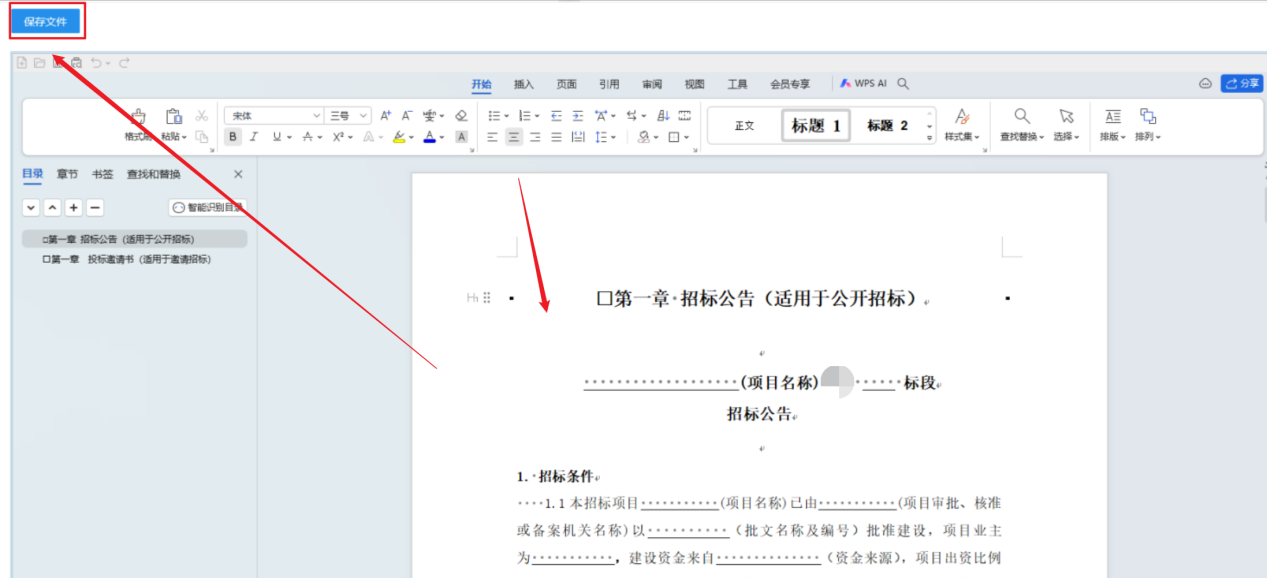 保存文件
开始 插入 页面 引用 审阅 视图 工具 会员专享 WPS AI 分享
宋体 三号
格式刷 粘贴 正文 标题 1 标题 2 样式集 查找替换 选择 排版 排列
目录 章节 书签 查找和替换
智能识别目录
□第一章 招标公告（适用于公开招标）
□第一章 投标邀请书（适用于邀请招标）
H1
□第一章·招标公告（适用于公开招标）
(项目名称) 标段
招标公告
1. ·招标条件
1.1 本招标项目 (项目名称)已由 (项目审批、核准
或备案机关名称)以 （批文名称及编号）批准建设，项目业主
为 ，建设资金来自 （资金来源），项目出资比例